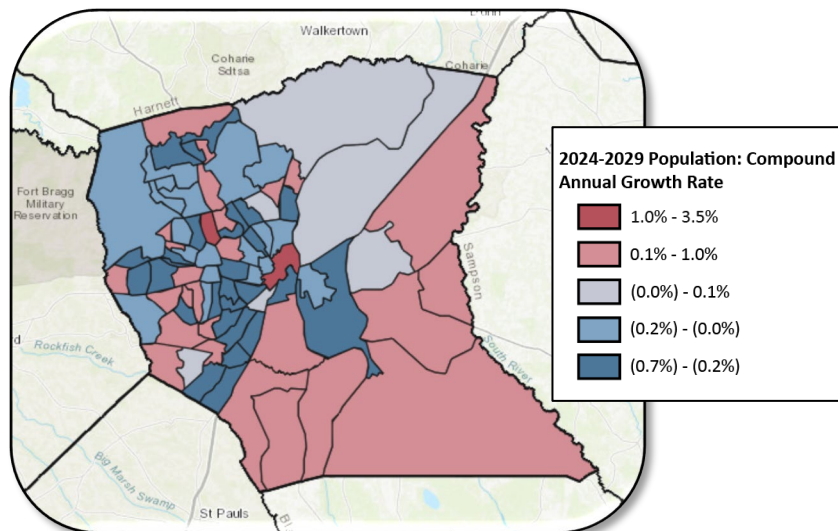 Walkertown
Coharie
Sdtsa
Coharie
Harnett
Fort Bragg
Military
Reservation
2024-2029 Population: Compound
Annual Growth Rate
1.0% - 3.5%
0.1% - 1.0%
(0.0%) - 0.1%
(0.2%) - (0.0%)
(0.7%) - (0.2%)
Sampson
South River
d
Rockfish Creek
Big Marsh Swamp
St Pauls